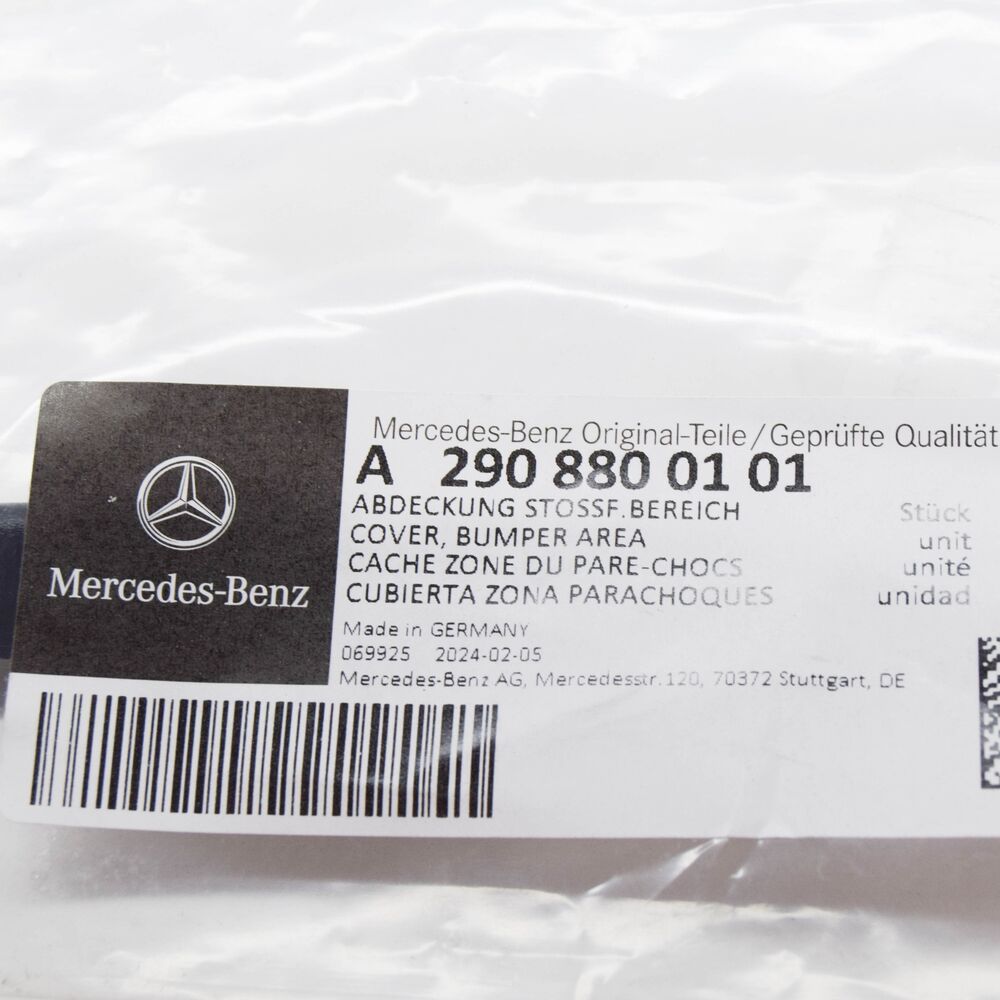 Mercedes-Benz Original-Teile/Geprüfte Qualität
A 290 880 01 01
ABDECKUNG STOSSF.BEREICH Stück
COVER, BUMPER AREA unit
CACHE ZONE DU PARE-CHOCS unité
CUBIERTA ZONA PARACHOQUES unidad
Mercedes-Benz
Made in GERMANY
069925 2024-02-05
Mercedes-Benz AG, Mercedesstr.120, 70372 Stuttgart, DE